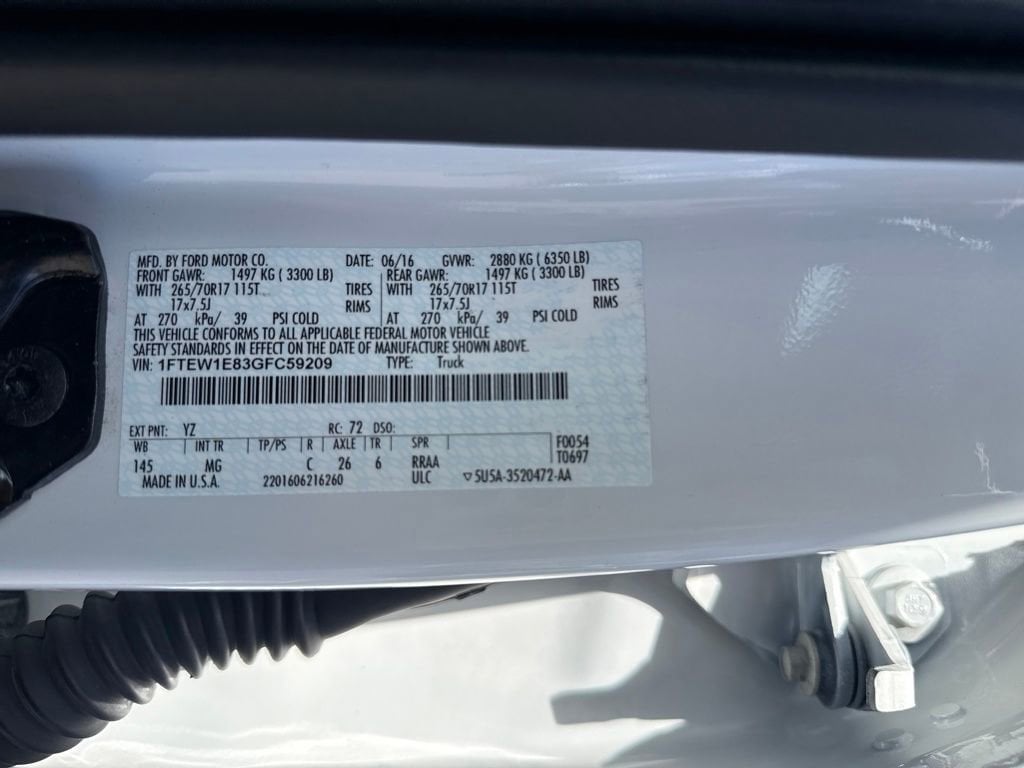 MFD. BY FORD MOTOR CO. DATE: 06/16 GVWR: 2880 KG ( 6350 LB)
FRONT GAWR: 1497 KG ( 3300 LB) REAR GAWR: 1497 KG ( 3300 LB)
WITH 265/70R17 115T TIRES WITH 265/70R17 115T TIRES
17x7.5J RIMS 17x7.5J RIMS
AT 270 kPa/ 39 PSI COLD AT 270 kPa/ 39 PSI COLD
THIS VEHICLE CONFORMS TO ALL APPLICABLE FEDERAL MOTOR VEHICLE
SAFETY STANDARDS IN EFFECT ON THE DATE OF MANUFACTURE SHOWN ABOVE.
VIN: 1FTEW1E83GFC59209 TYPE: Truck
EXT PNT: YZ RC: 72 DSO:
WB INT TR TP/PS R AXLE TR SPR F0054
145 MG C 26 6 RRAA T0697
MADE IN U.S.A. 2201606216260 ULC ▽5U5A-3520472-AA